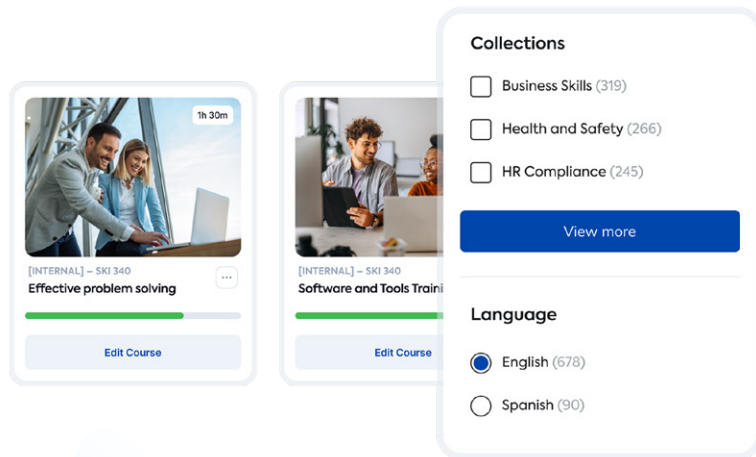 1h 30m
[INTERNAL] – SKI 340
Effective problem solving
Edit Course
[INTERNAL] – SKI 340
Software and Tools
Edit Course
Collections
Business Skills (319)
Health and Safety (266)
HR Compliance (245)
View more
Language
English (678)
Spanish (90)